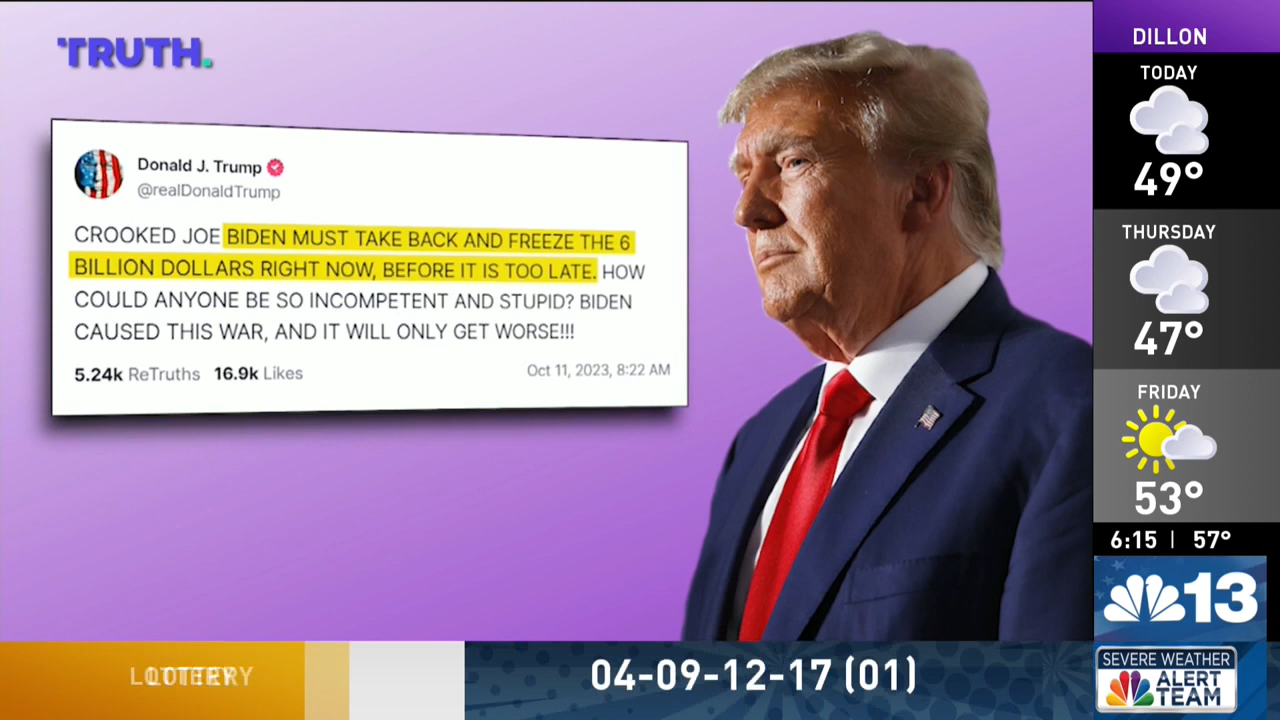 TRUTH.
Donald J. Trump
@realDonaldTrump
CROOKED JOE BIDEN MUST TAKE BACK AND FREEZE THE 6
BILLION DOLLARS RIGHT NOW, BEFORE IT IS TOO LATE. HOW
COULD ANYONE BE SO INCOMPETENT AND STUPID? BIDEN
CAUSED THIS WAR, AND IT WILL ONLY GET WORSE!!!
5.24k ReTruths 16.9k Likes
Oct 11, 2023, 8:22 AM
DILLON
TODAY
49°
THURSDAY
47°
FRIDAY
53°
6:15 | 57°
13
SEVERE WEATHER
ALERT
TEAM
LOTTERY
04-09-12-17 (01)